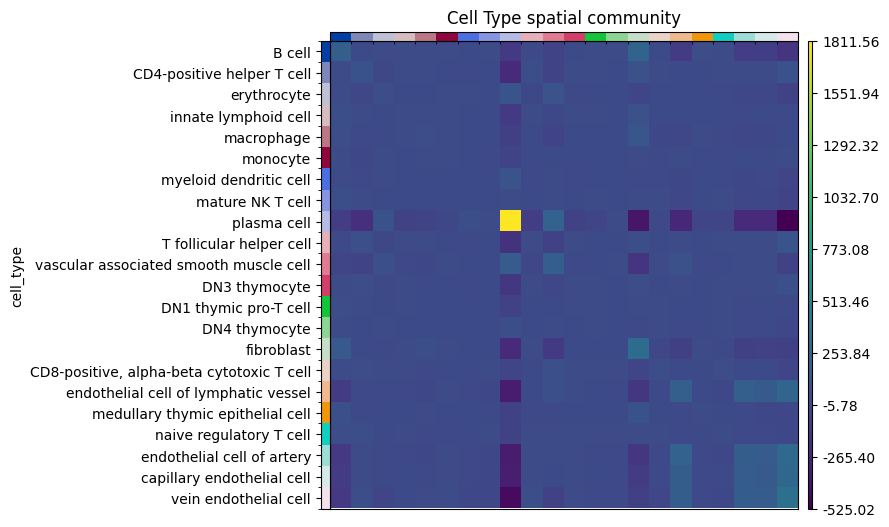 Cell Type spatial community
B cell
CD4-positive helper T cell
erythrocyte
innate lymphoid cell
macrophage
monocyte
myeloid dendritic cell
mature NK T cell
plasma cell
T follicular helper cell
vascular associated smooth muscle cell
DN3 thymocyte
DN1 thymic pro-T cell
DN4 thymocyte
fibroblast
CD8-positive, alpha-beta cytotoxic T cell
endothelial cell of lymphatic vessel
medullary thymic epithelial cell
naive regulatory T cell
endothelial cell of artery
capillary endothelial cell
vein endothelial cell
cell_type
1811.56
1551.94
1292.32
1032.70
773.08
513.46
253.84
-5.78
-265.40
-525.02